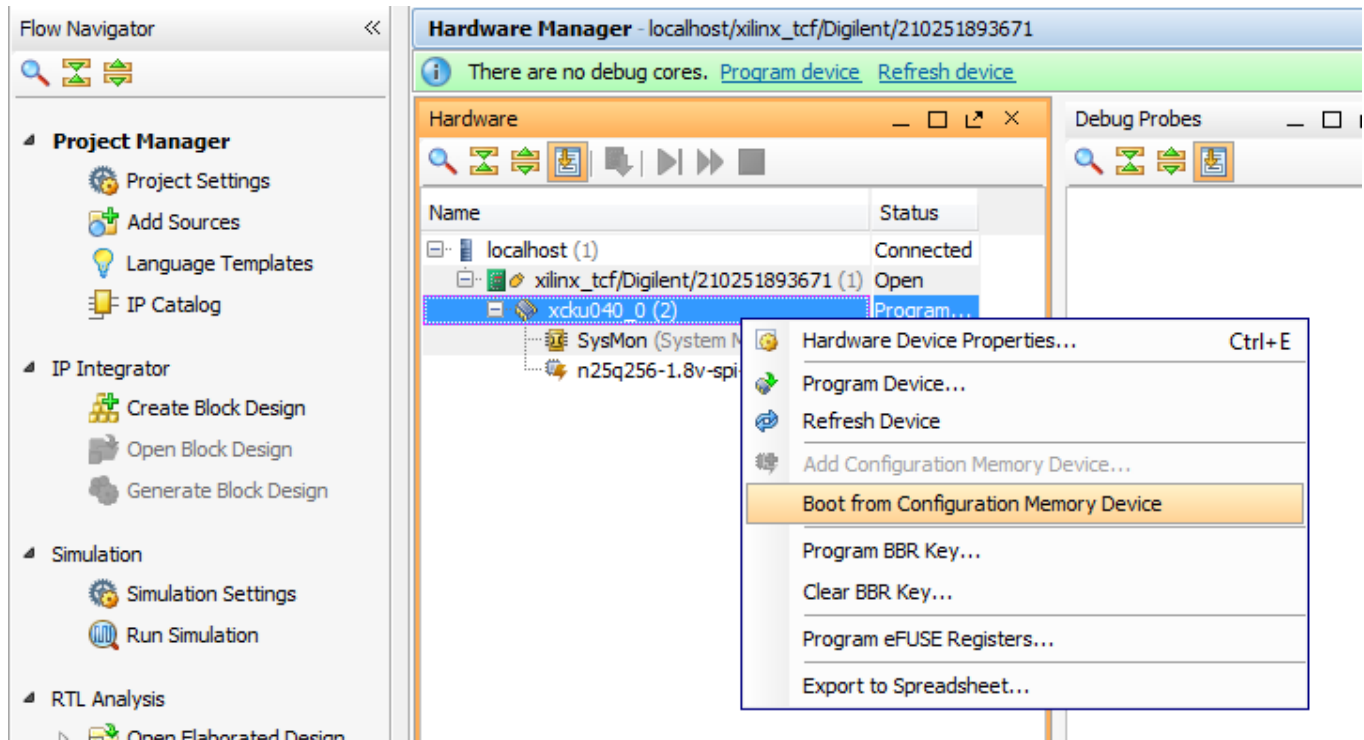 Flow Navigator
Project Manager
Project Settings
Add Sources
Language Templates
IP Catalog
IP Integrator
Create Block Design
Open Block Design
Generate Block Design
Simulation
Simulation Settings
Run Simulation
RTL Analysis
Open Elaborated Design
Hardware Manager - localhost/xilinx_tcf/Digilent/210251893671
There are no debug cores. Program device Refresh device
Hardware
Name Status
localhost (1) Connected
xilinx_tcf/Digilent/210251893671 (1) Open
xcku040_0 (2) Program...
SysMon (System M
n25q256-1.8v-spi-
Hardware Device Properties... Ctrl+E
Program Device...
Refresh Device
Add Configuration Memory Device...
Boot from Configuration Memory Device
Program BBR Key...
Clear BBR Key...
Program eFUSE Registers...
Export to Spreadsheet...
Debug Probes